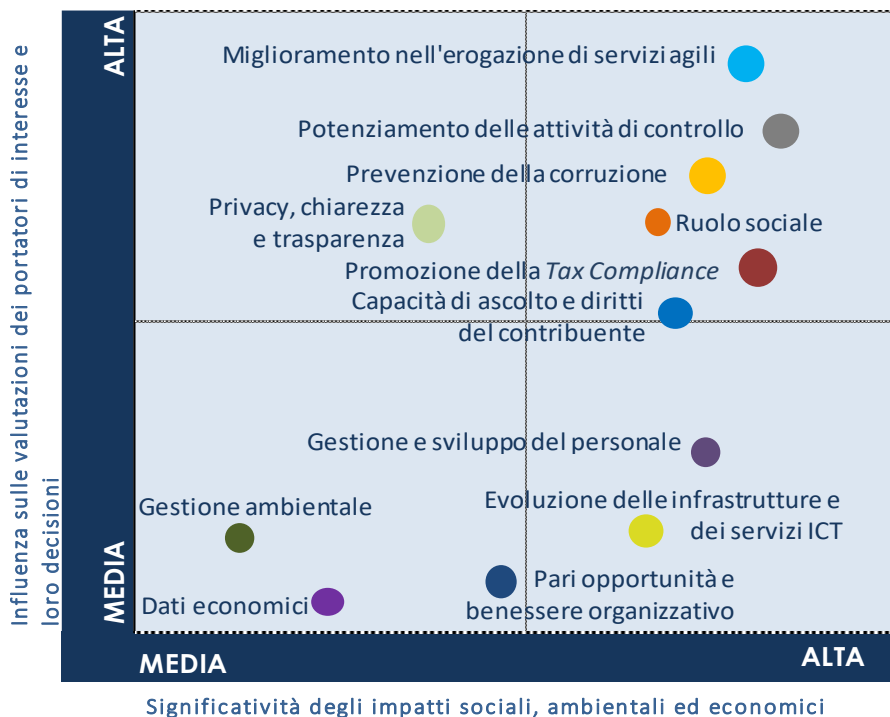 Influenza sulle valutazioni dei portatori di interesse e
loro decisioni
ALTA
MEDIA
Miglioramento nell'erogazione di servizi agili
Potenziamento delle attività di controllo
Prevenzione della corruzione
Privacy, chiarezza
e trasparenza
Ruolo sociale
Promozione della Tax Compliance
Capacità di ascolto e diritti
del contribuente
Gestione e sviluppo del personale
Gestione ambientale
Evoluzione delle infrastrutture e
dei servizi ICT
Dati economici
Pari opportunità e
benessere organizzativo
MEDIA
ALTA
Significatività degli impatti sociali, ambientali ed economici